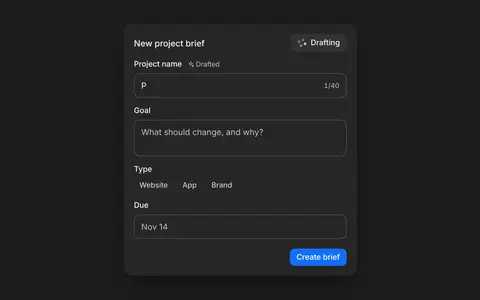 New project brief
Drafting
Project name
Drafted
P
1/40
Goal
What should change, and why?
Type
Website App Brand
Due
Nov 14
Create brief